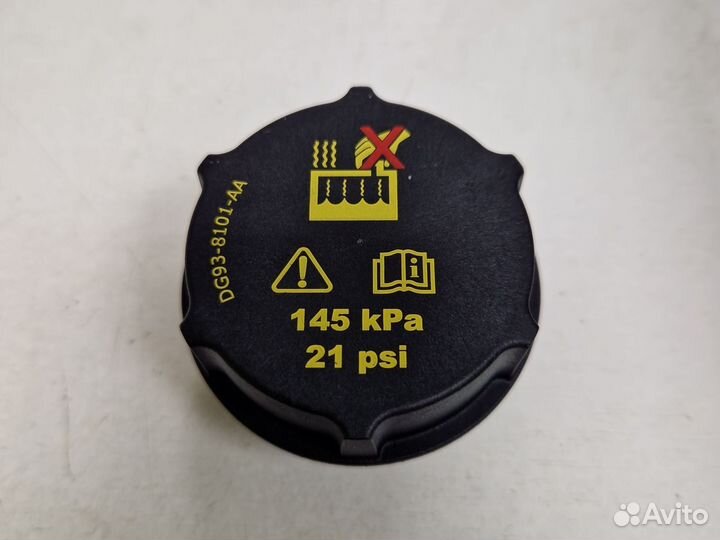 DG93-8101-AA
145 kPa
21 psi
Avito